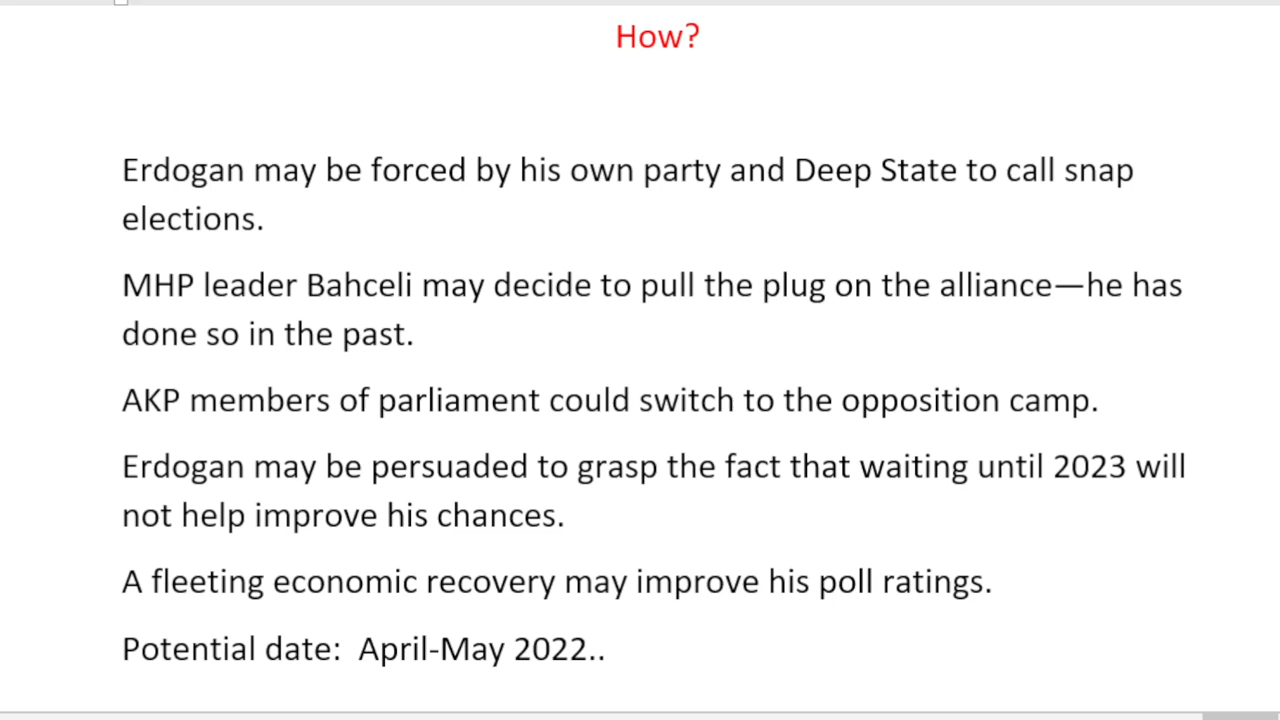 How?
Erdogan may be forced by his own party and Deep State to call snap
elections.
MHP leader Bahceli may decide to pull the plug on the alliance—he has
done so in the past.
AKP members of parliament could switch to the opposition camp.
Erdogan may be persuaded to grasp the fact that waiting until 2023 will
not help improve his chances.
A fleeting economic recovery may improve his poll ratings.
Potential date:  April-May 2022..